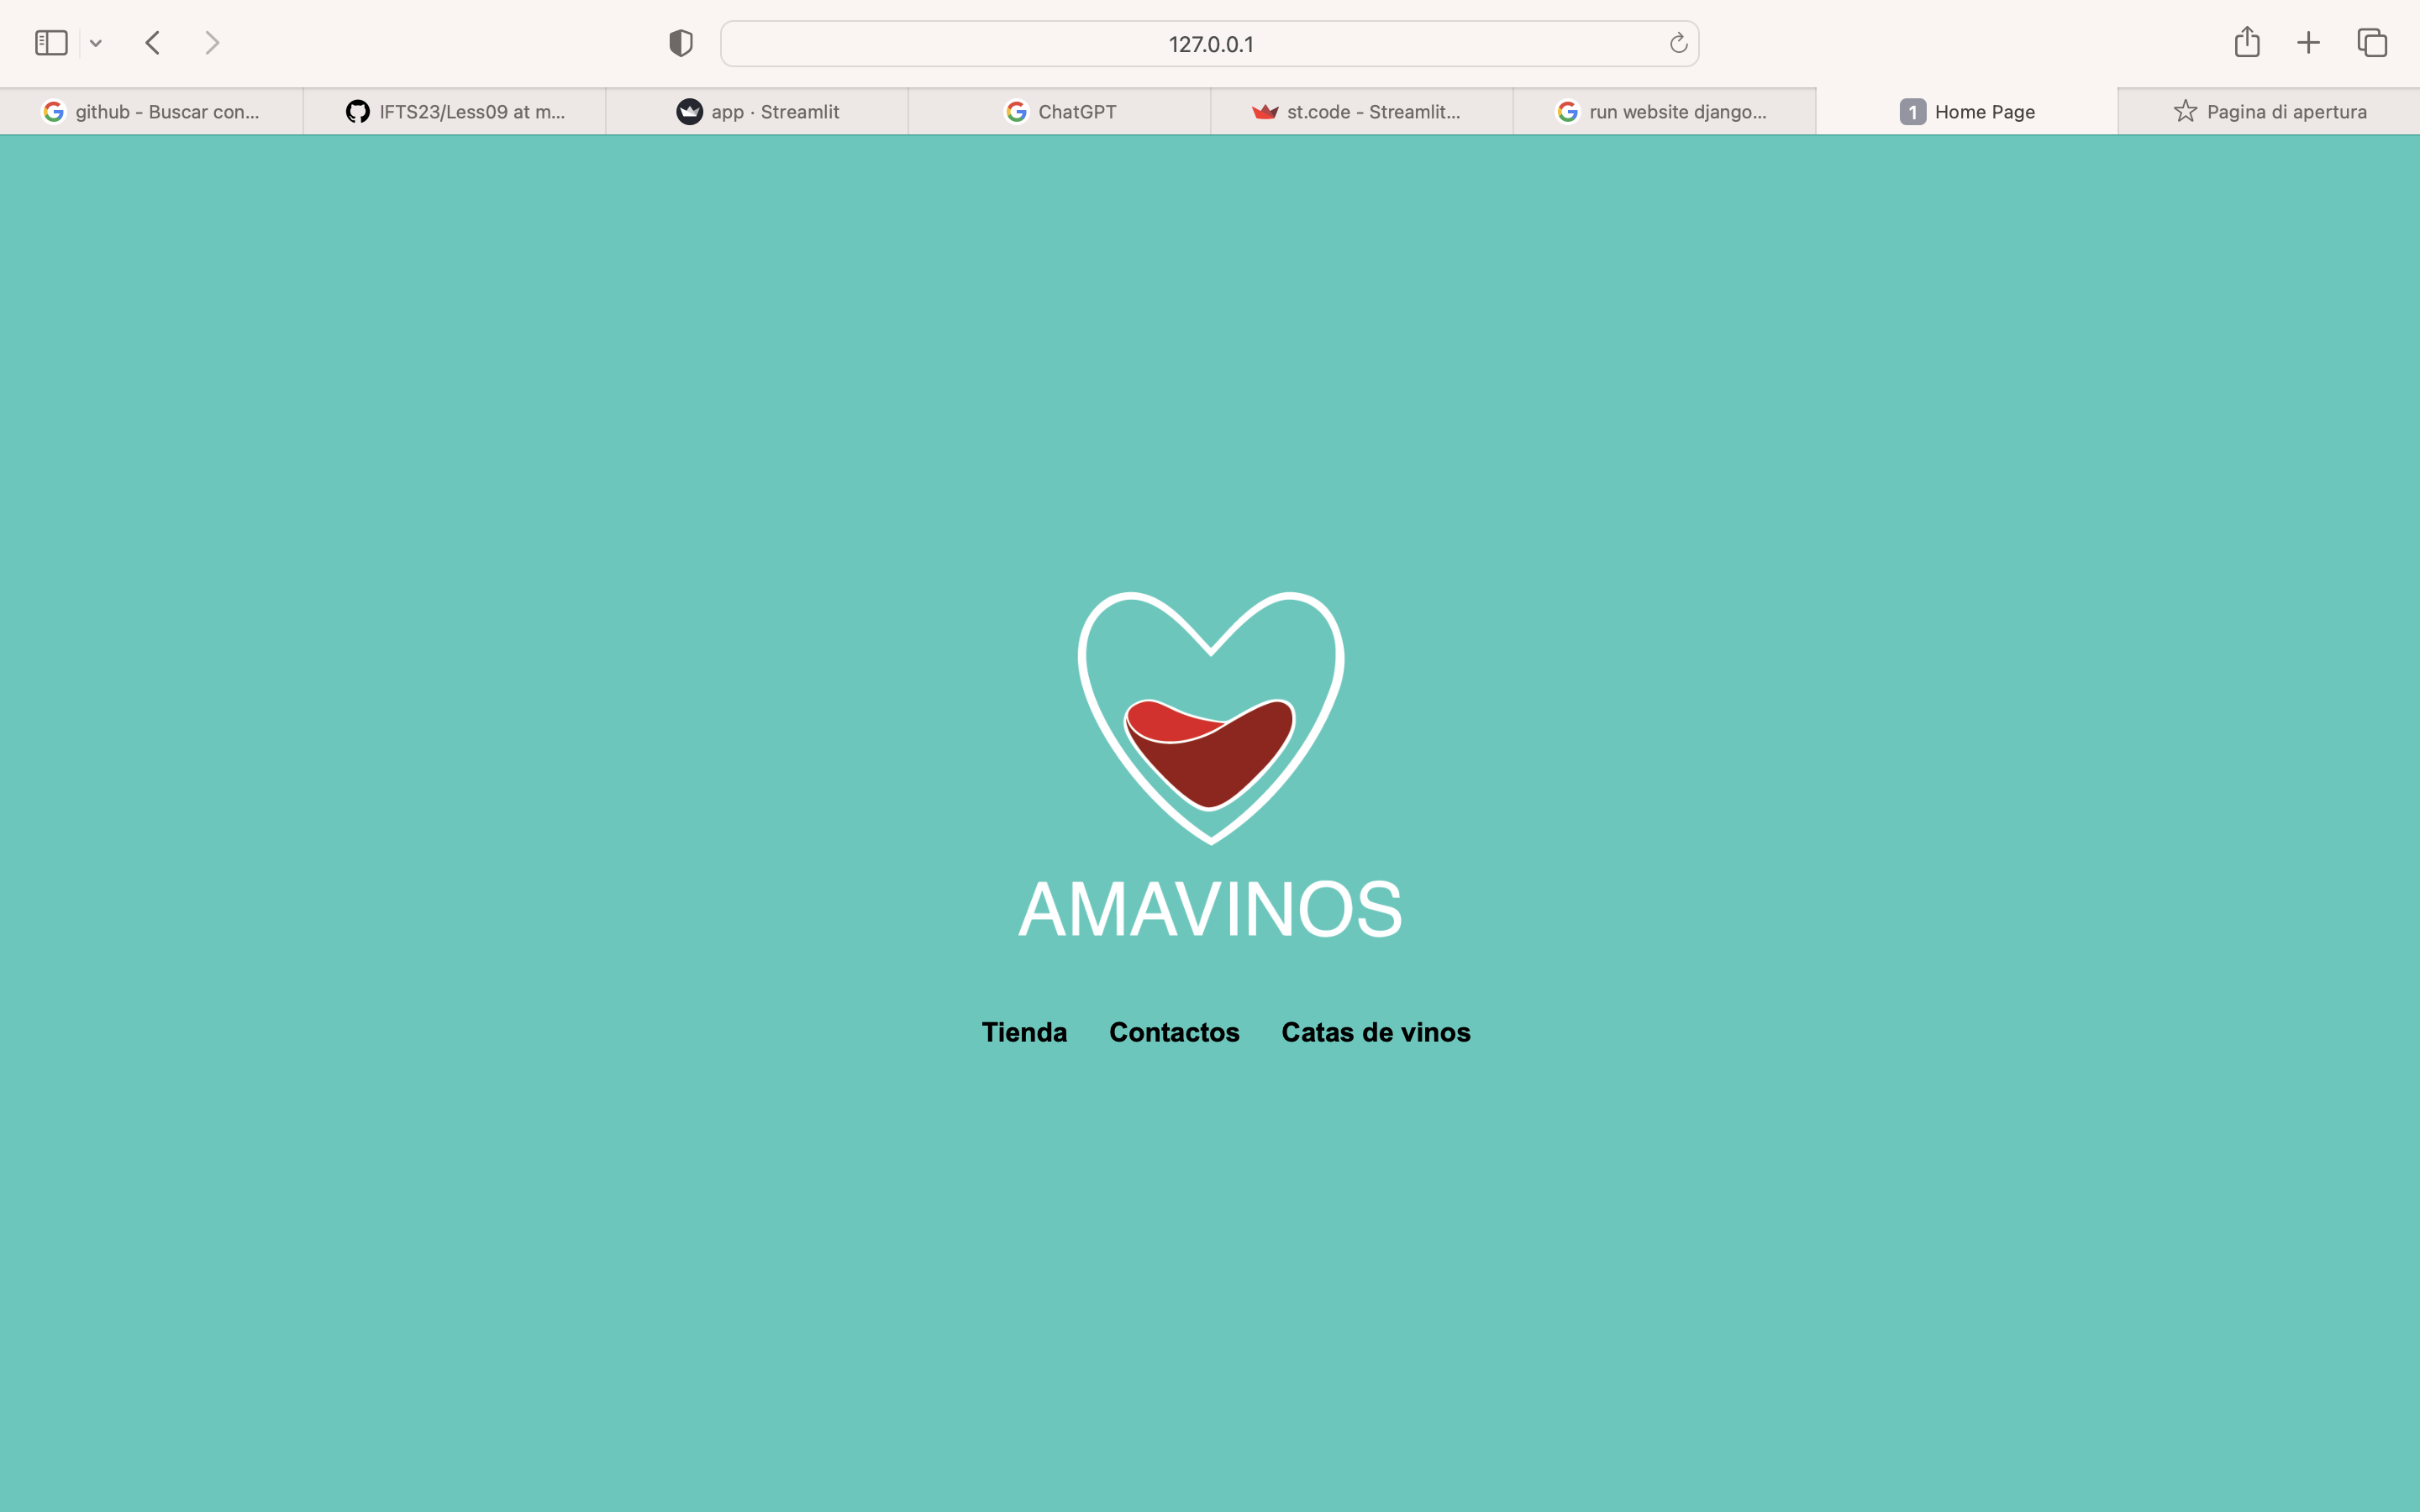 127.0.0.1
github - Buscar con...
IFTS23/Less09 at m...
app · Streamlit
ChatGPT
st.code - Streamlit...
run website django...
1 Home Page
Pagina di apertura
AMAVINOS
Tienda Contactos Catas de vinos